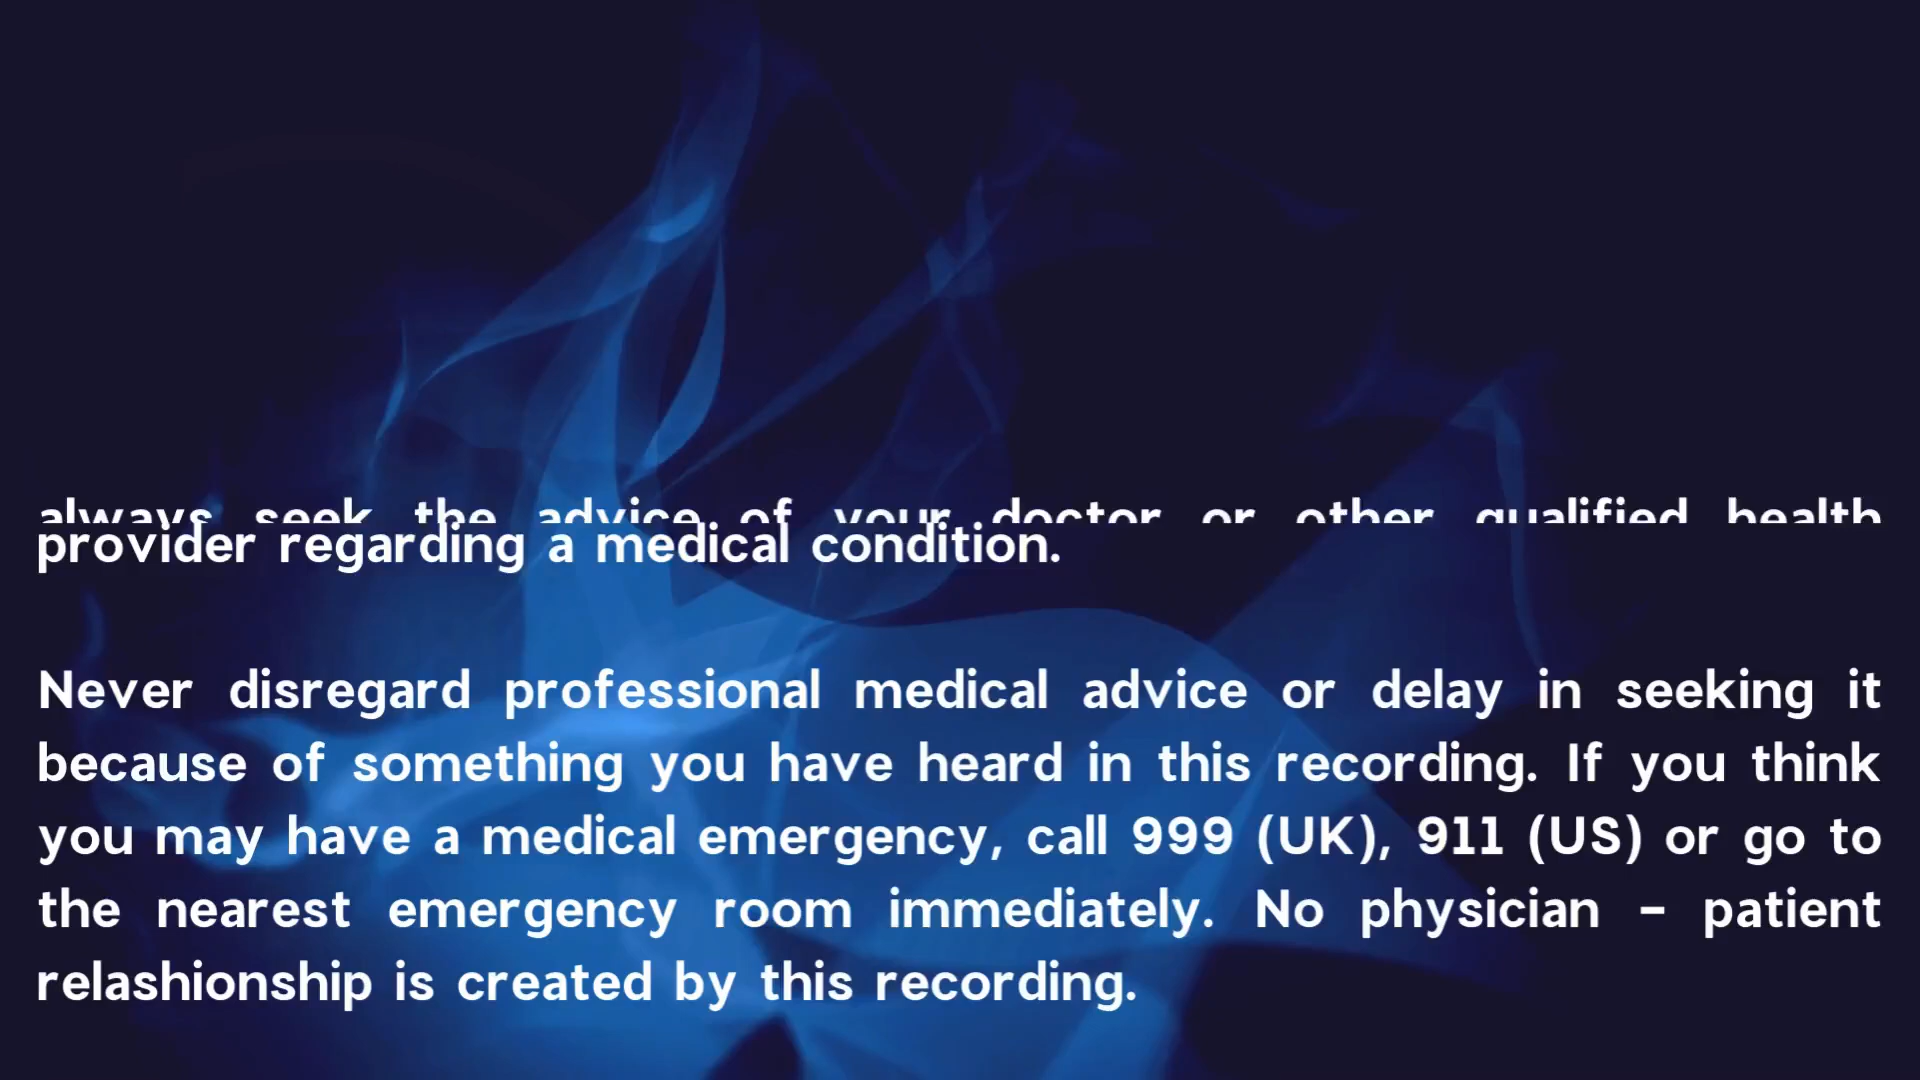 always seek the advice of your doctor or other qualified health
provider regarding a medical condition.
Never disregard professional medical advice or delay in seeking it
because of something you have heard in this recording. If you think
you may have a medical emergency, call 999 (UK), 911 (US) or go to
the nearest emergency room immediately. No physician - patient
relashionship is created by this recording.